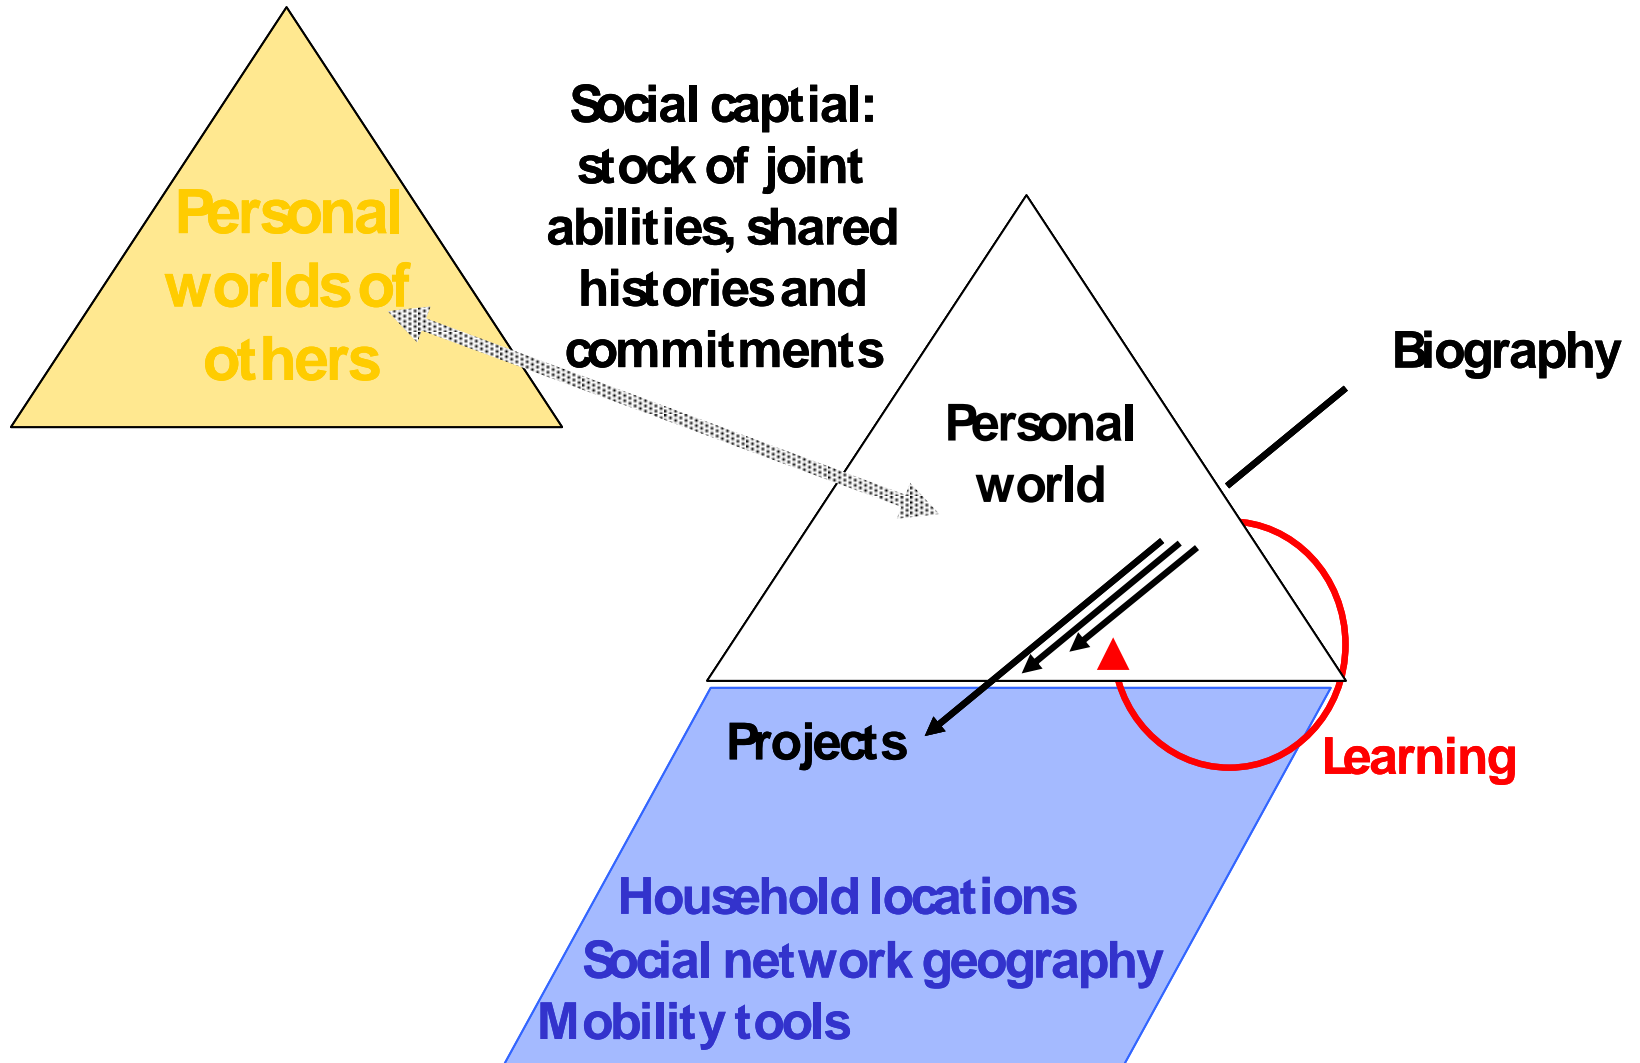 Personal
worlds of
others
Social captial:
stock of joint
abilities, shared
histories and
commitments
Biography
Personal
world
Projects
Learning
Household locations
Social network geography
Mobility tools